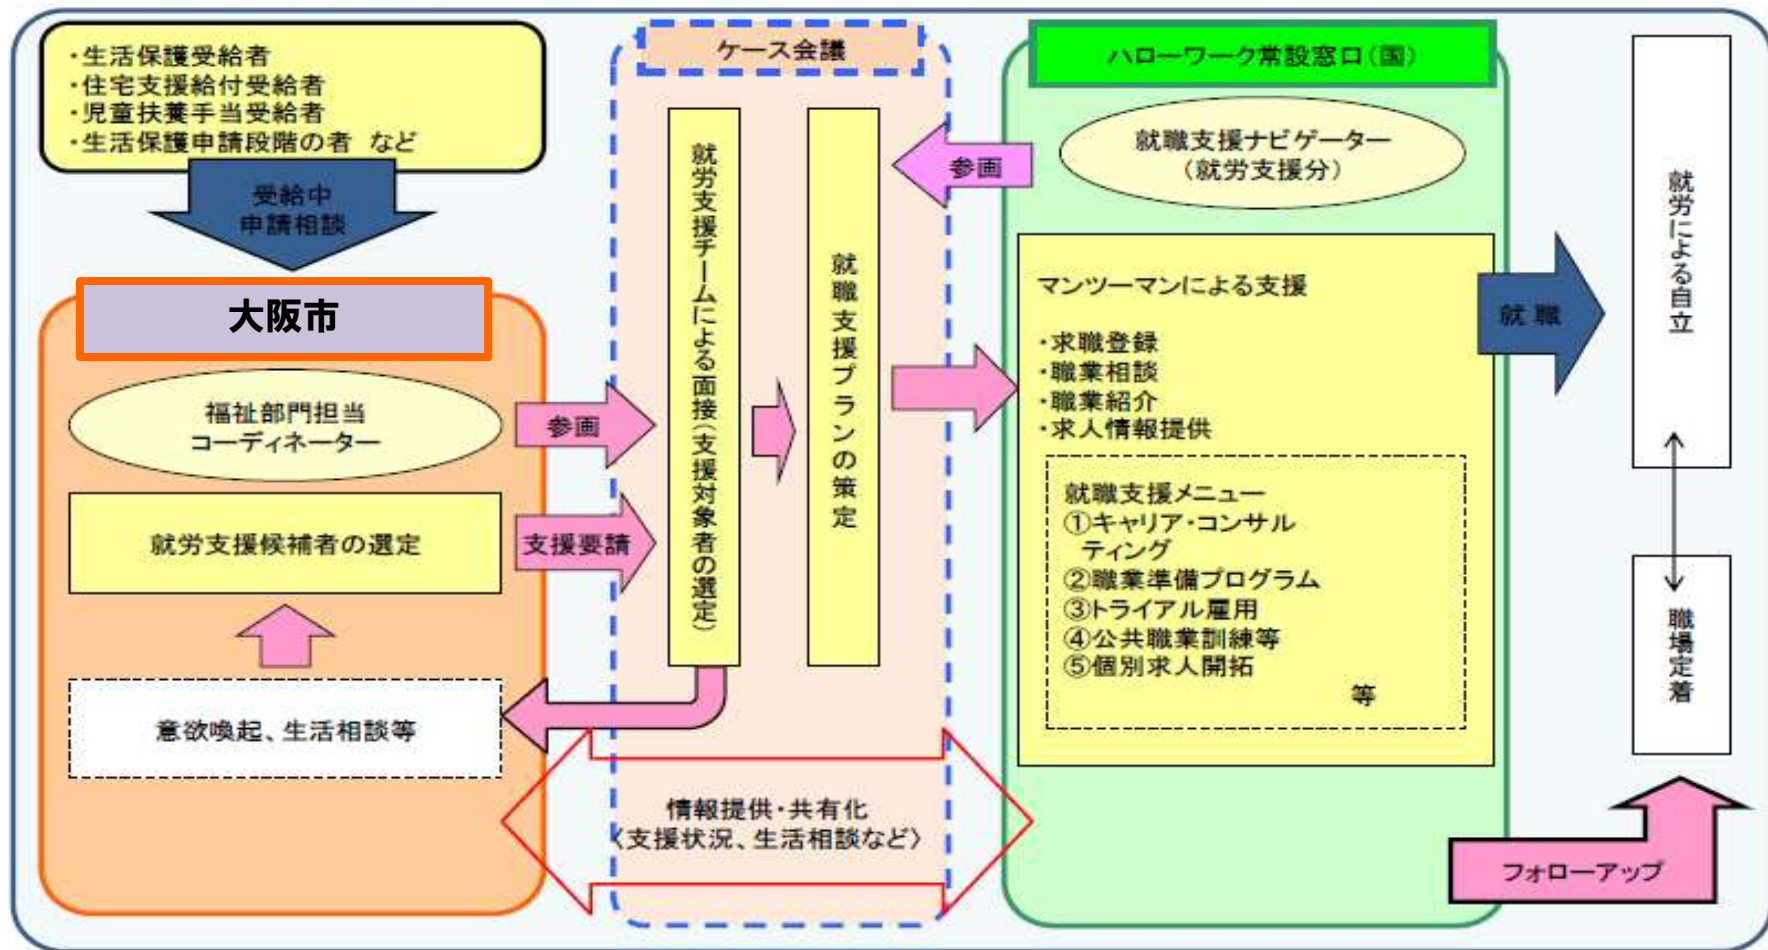 ・生活保護受給者
・住宅支援給付受給者
・児童扶養手当受給者
・生活保護申請段階の者 など
受給中
申請相談
大阪市
福祉部門担当
コーディネーター
就労支援候補者の選定
意欲喚起、生活相談等
参画
支援要請
ケース会議
就労支援チームによる面接(支援対象者の選定)
就職支援プランの策定
情報提供・共有化
〈支援状況、生活相談など〉
参画
ハローワーク常設窓口(国)
就職支援ナビゲーター
(就労支援分)
マンツーマンによる支援
・求職登録
・職業相談
・職業紹介
・求人情報提供
就職支援メニュー
①キャリア・コンサル
ティング
②職業準備プログラム
③トライアル雇用
④公共職業訓練等
⑤個別求人開拓
等
就職
就労による自立
職場定着
フォローアップ